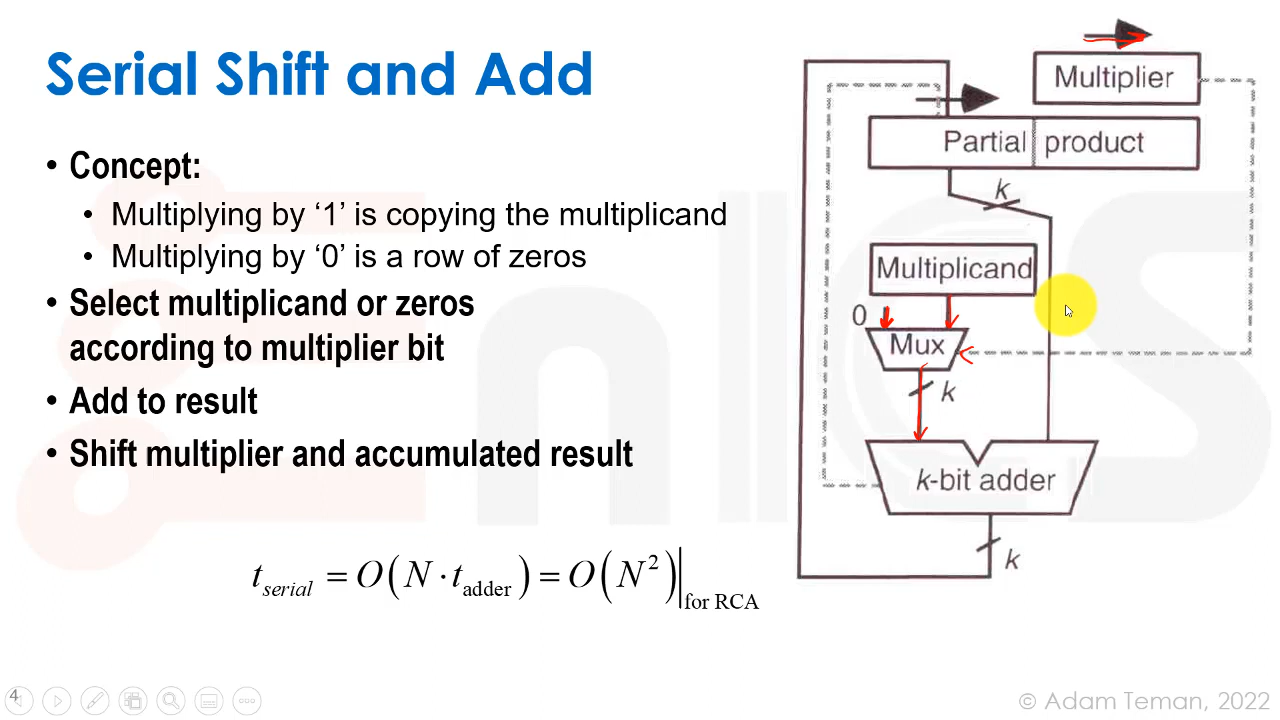 Serial Shift and Add
• Concept:
• Multiplying by ‘1’ is copying the multiplicand
• Multiplying by ‘0’ is a row of zeros
• Select multiplicand or zeros
according to multiplier bit
• Add to result
• Shift multiplier and accumulated result
t_serial = O(N · t_adder) = O(N²)|for RCA
Multiplier
Partial product
k
Multiplicand
0
Mux
k
k-bit adder
k
4
© Adam Teman, 2022